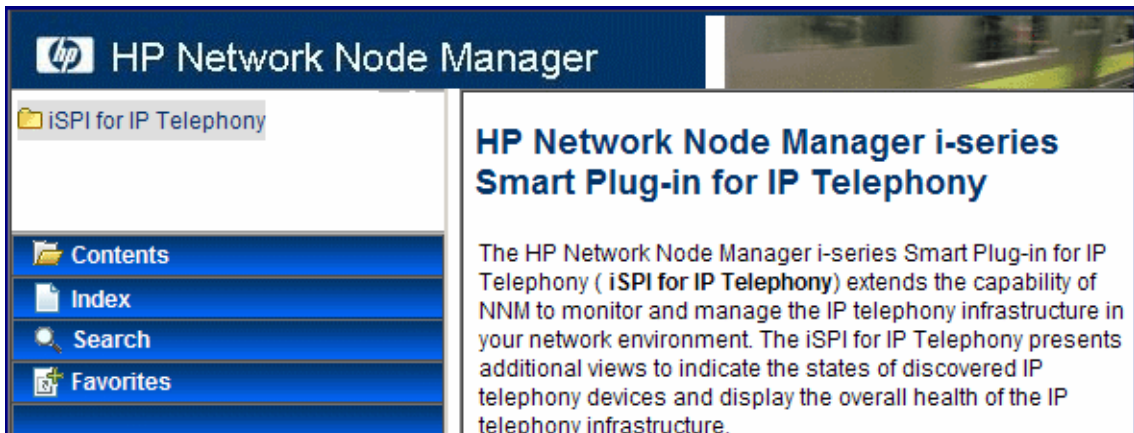 hp HP Network Node Manager
iSPI for IP Telephony
Contents
Index
Search
Favorites
HP Network Node Manager i-series
Smart Plug-in for IP Telephony
The HP Network Node Manager i-series Smart Plug-in for IP
Telephony ( iSPI for IP Telephony) extends the capability of
NNM to monitor and manage the IP telephony infrastructure in
your network environment. The iSPI for IP Telephony presents
additional views to indicate the states of discovered IP
telephony devices and display the overall health of the IP
telephony infrastructure.